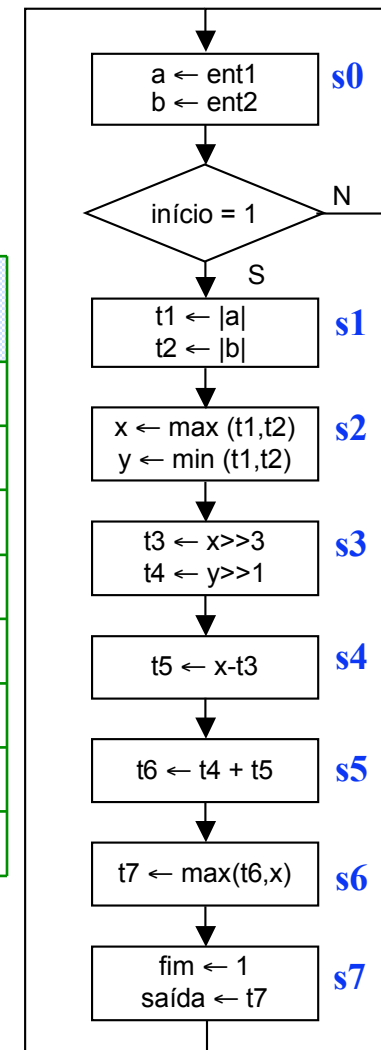 a ← ent1
b ← ent2
s0
início = 1
N
S
t1 ← |a|
t2 ← |b|
s1
x ← max (t1,t2)
y ← min (t1,t2)
s2
t3 ← x>>3
t4 ← y>>1
s3
t5 ← x-t3
s4
t6 ← t4 + t5
s5
t7 ← max(t6,x)
s6
fim ← 1
saída ← t7
s7